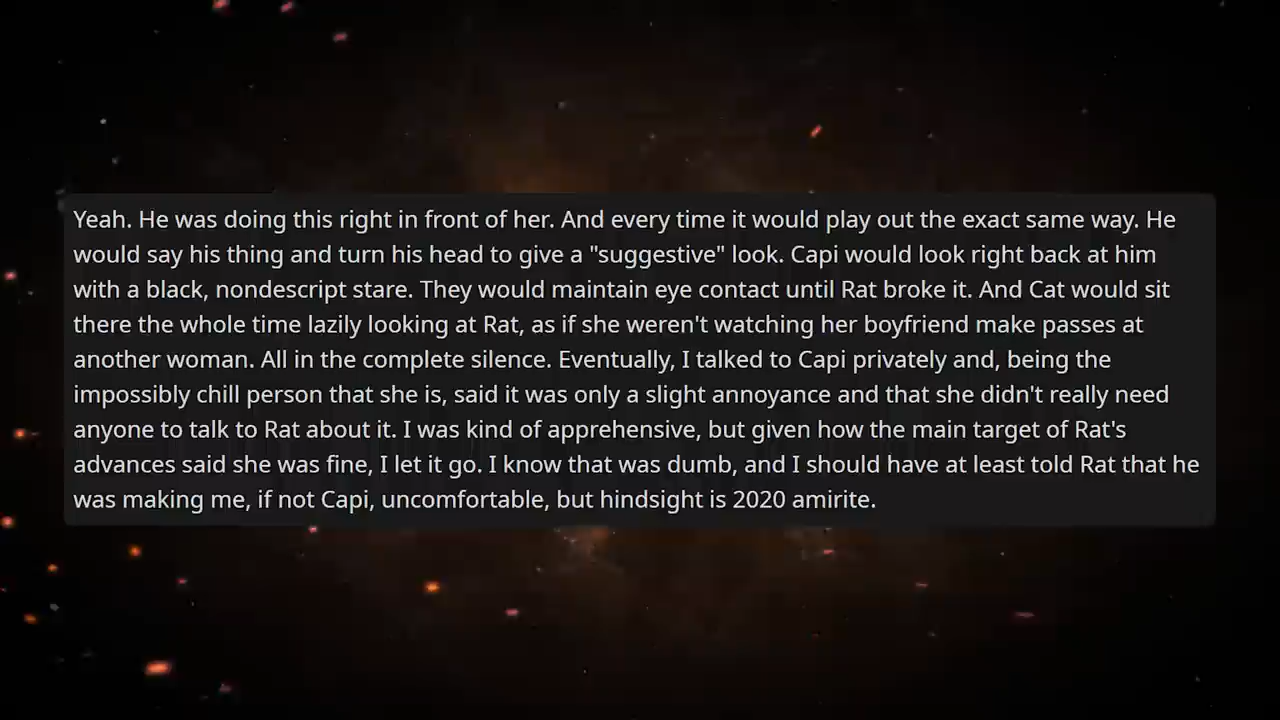 Yeah. He was doing this right in front of her. And every time it would play out the exact same way. He
would say his thing and turn his head to give a "suggestive" look. Capi would look right back at him
with a black, nondescript stare. They would maintain eye contact until Rat broke it. And Cat would sit
there the whole time lazily looking at Rat, as if she weren't watching her boyfriend make passes at
another woman. All in the complete silence. Eventually, I talked to Capi privately and, being the
impossibly chill person that she is, said it was only a slight annoyance and that she didn't really need
anyone to talk to Rat about it. I was kind of apprehensive, but given how the main target of Rat's
advances said she was fine, I let it go. I know that was dumb, and I should have at least told Rat that he
was making me, if not Capi, uncomfortable, but hindsight is 2020 amirite.